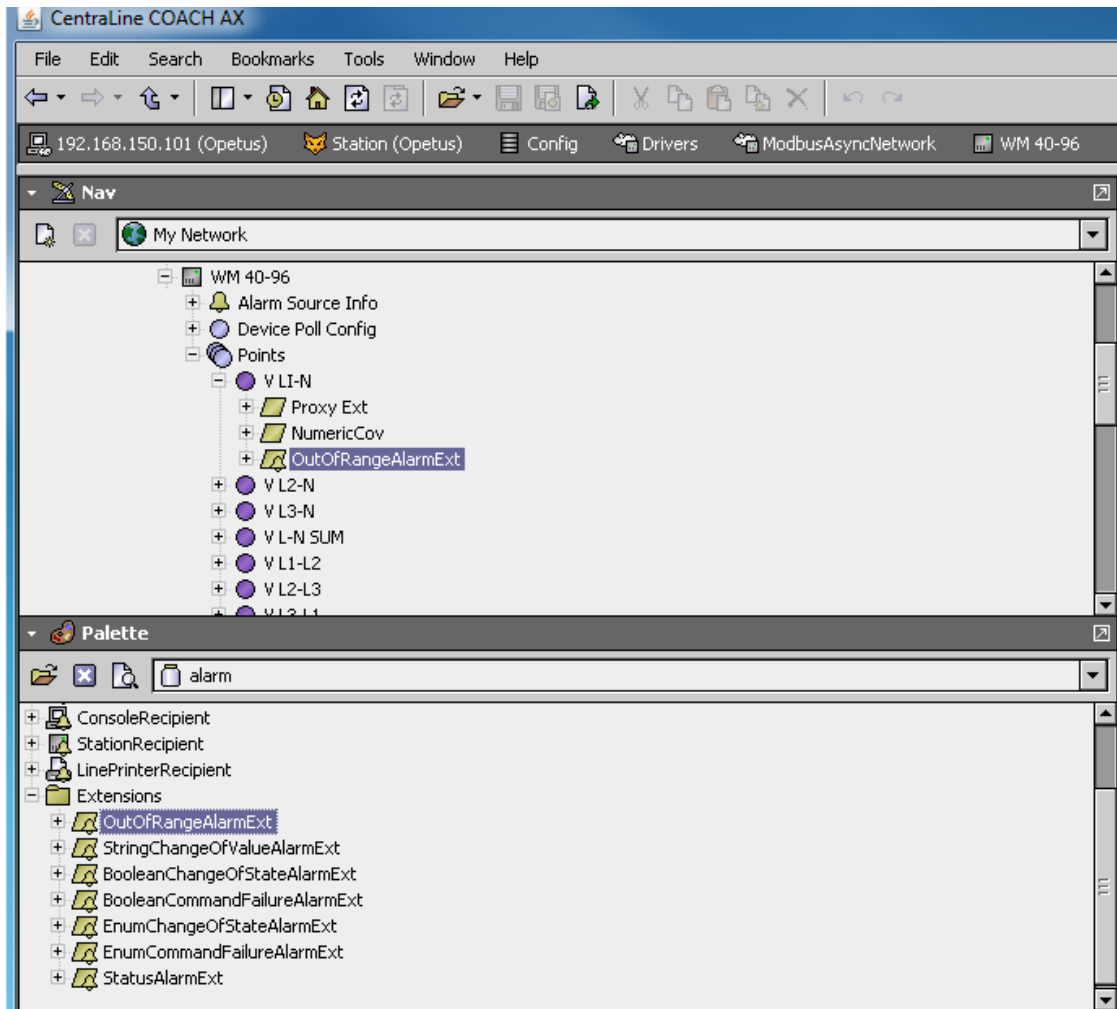 CentraLine COACH AX
File Edit Search Bookmarks Tools Window Help
192.168.150.101 (Opetus) Station (Opetus) Config Drivers ModbusAsyncNetwork WM 40-96
Nav
My Network
WM 40-96
Alarm Source Info
Device Poll Config
Points
V LI-N
Proxy Ext
NumericCov
OutOfRangeAlarmExt
V L2-N
V L3-N
V L-N SUM
V L1-L2
V L2-L3
V L3-L1
Palette
alarm
ConsoleRecipient
StationRecipient
LinePrinterRecipient
Extensions
OutOfRangeAlarmExt
StringChangeOfValueAlarmExt
BooleanChangeOfStateAlarmExt
BooleanCommandFailureAlarmExt
EnumChangeOfStateAlarmExt
EnumCommandFailureAlarmExt
StatusAlarmExt